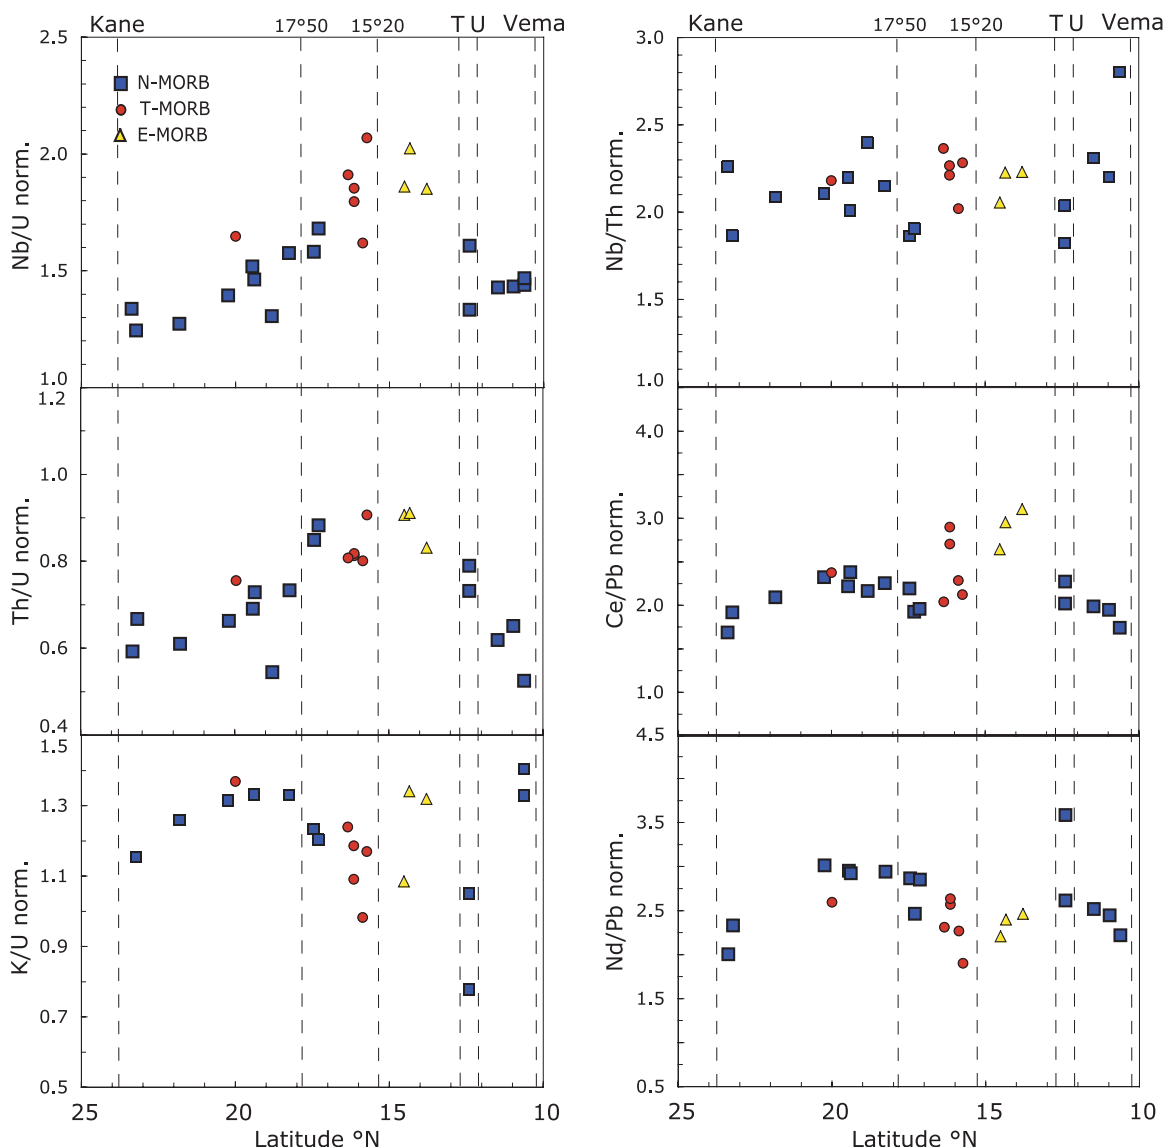 Kane 17°50 15°20 T U Vema
Kane 17°50 15°20 T U Vema
N-MORB
T-MORB
E-MORB
Nb/U norm.
2.5
2.0
1.5
1.0
Nb/Th norm.
3.0
2.5
2.0
1.5
1.0
Th/U norm.
1.2
1.0
0.8
0.6
0.4
Ce/Pb norm.
4.0
3.0
2.0
1.0
K/U norm.
1.5
1.3
1.1
0.9
0.8
0.5
Nd/Pb norm.
4.5
3.5
2.5
1.5
0.5
25 20 15 10
Latitude °N
25 20 15 10
Latitude °N